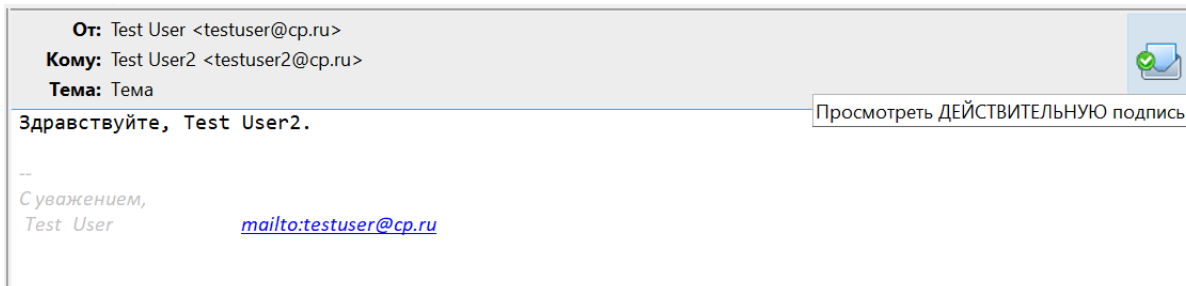 От: Test User <testuser@cp.ru>
Кому: Test User2 <testuser2@cp.ru>
Тема: Тема
Просмотреть ДЕЙСТВИТЕЛЬНУЮ подпись
Здравствуйте, Test User2.
--
С уважением,
Test User mailto:testuser@cp.ru